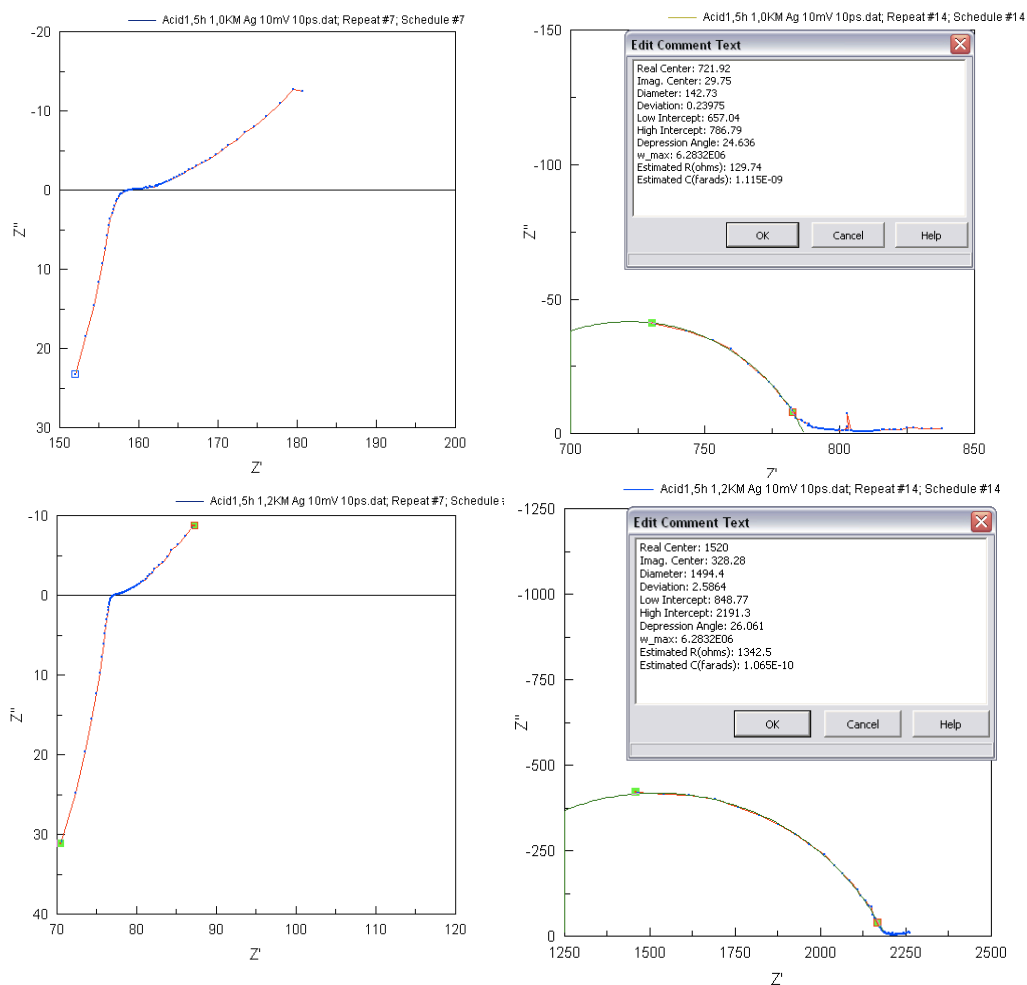 Acid1,5h 1,0KM Ag 10mV 10ps.dat; Repeat #7; Schedule #7
-20
-10
0
10
20
30
Z''
150
160
170
180
190
200
Z'
Acid1,5h 1,0KM Ag 10mV 10ps.dat; Repeat #14; Schedule #14
-150
-100
-50
0
Z''
700
750
800
850
Z'
Edit Comment Text
Real Center: 721.92
Imag. Center: 29.75
Diameter: 142.73
Deviation: 0.23975
Low Intercept: 657.04
High Intercept: 786.79
Depression Angle: 24.636
w_max: 6.2832E06
Estimated R(ohms): 129.74
Estimated C(farads): 1.115E-09
OK
Cancel
Help
Acid1,5h 1,2KM Ag 10mV 10ps.dat; Repeat #7; Schedule #
-10
0
10
20
30
40
Z''
70
80
90
100
110
120
Z'
Acid1,5h 1,2KM Ag 10mV 10ps.dat; Repeat #14; Schedule #14
-1250
-1000
-750
-500
-250
0
Z''
1250
1500
1750
2000
2250
2500
Z'
Edit Comment Text
Real Center: 1520
Imag. Center: 328.28
Diameter: 1494.4
Deviation: 2.5864
Low Intercept: 848.77
High Intercept: 2191.3
Depression Angle: 26.061
w_max: 6.2832E06
Estimated R(ohms): 1342.5
Estimated C(farads): 1.065E-10
OK
Cancel
Help